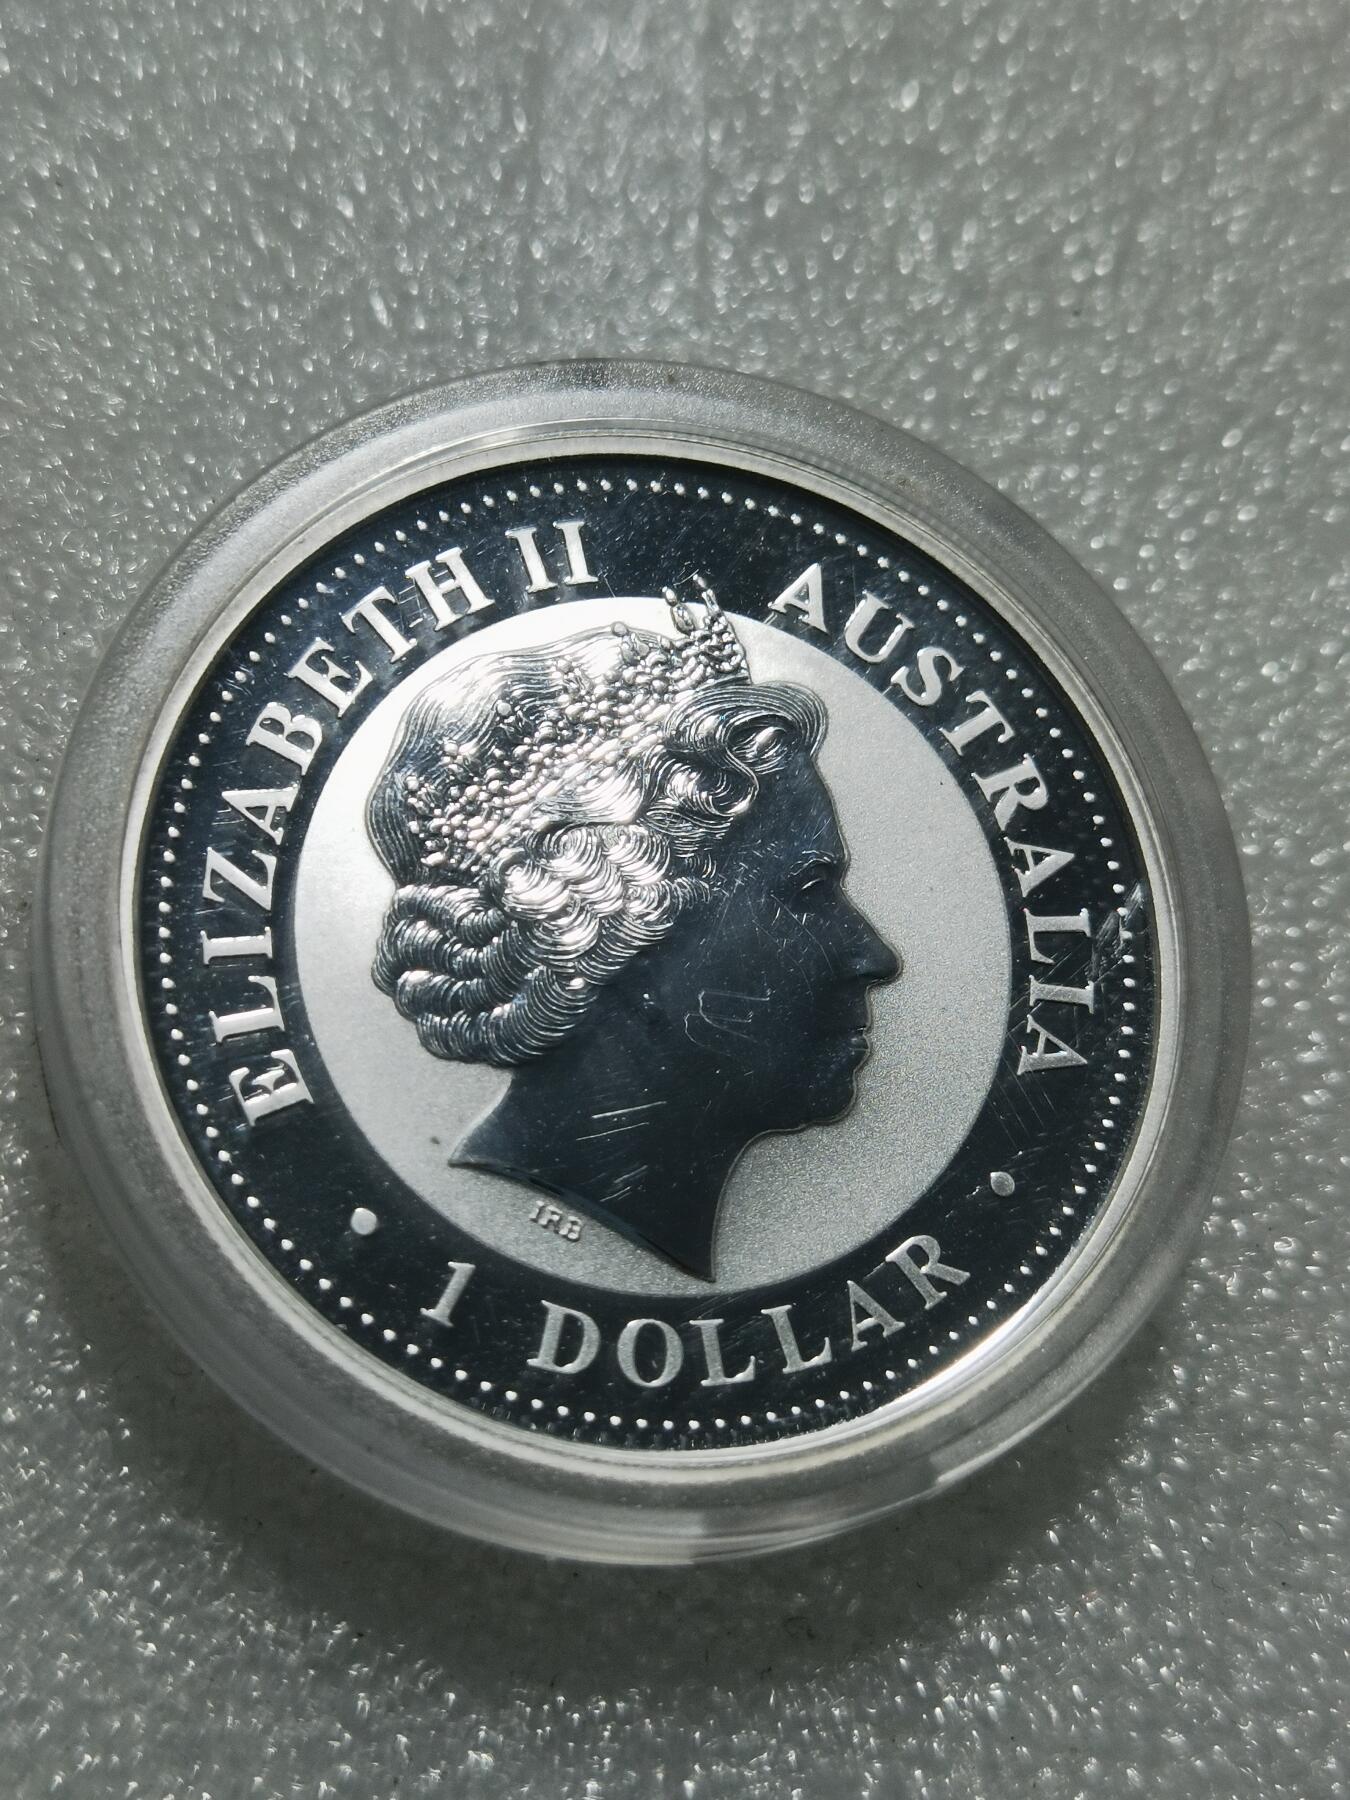 ELIZABETH II AUSTRALIA
IRB
• 1 DOLLAR •